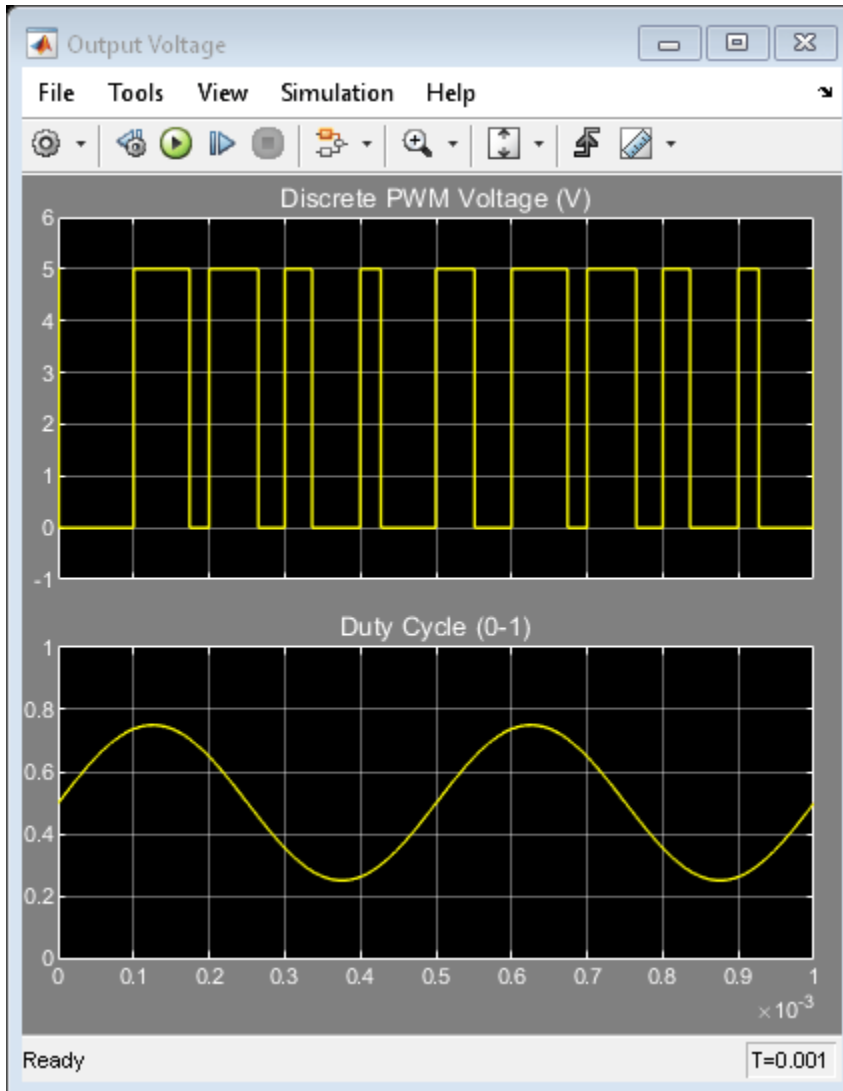 Output Voltage
File Tools View Simulation Help
Discrete PWM Voltage (V)
6
5
4
3
2
1
0
-1
Duty Cycle (0-1)
1
0.8
0.6
0.4
0.2
0
0 0.1 0.2 0.3 0.4 0.5 0.6 0.7 0.8 0.9 1
×10-3
Ready T=0.001